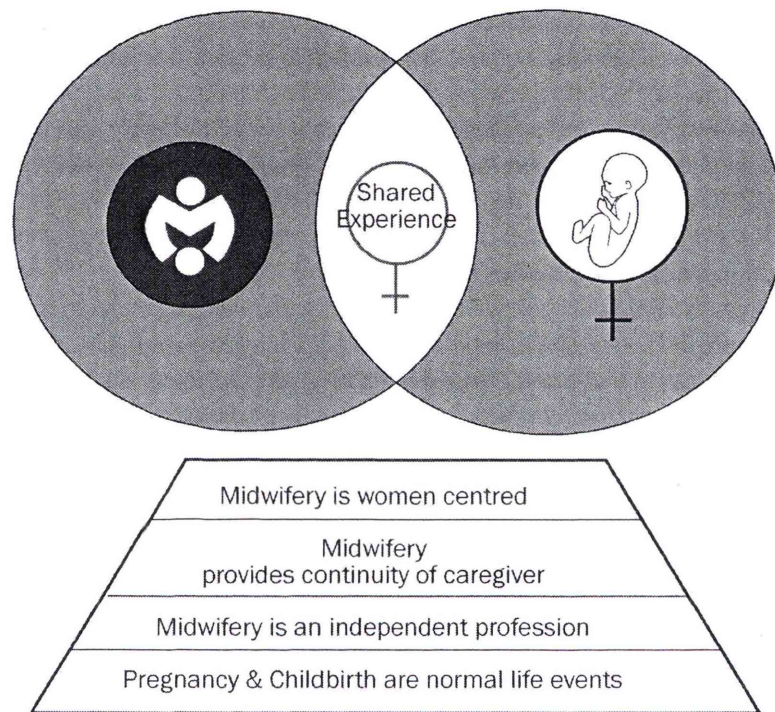 Shared
Experience
Midwifery is women centred
Midwifery
provides continuity of caregiver
Midwifery is an independent profession
Pregnancy & Childbirth are normal life events